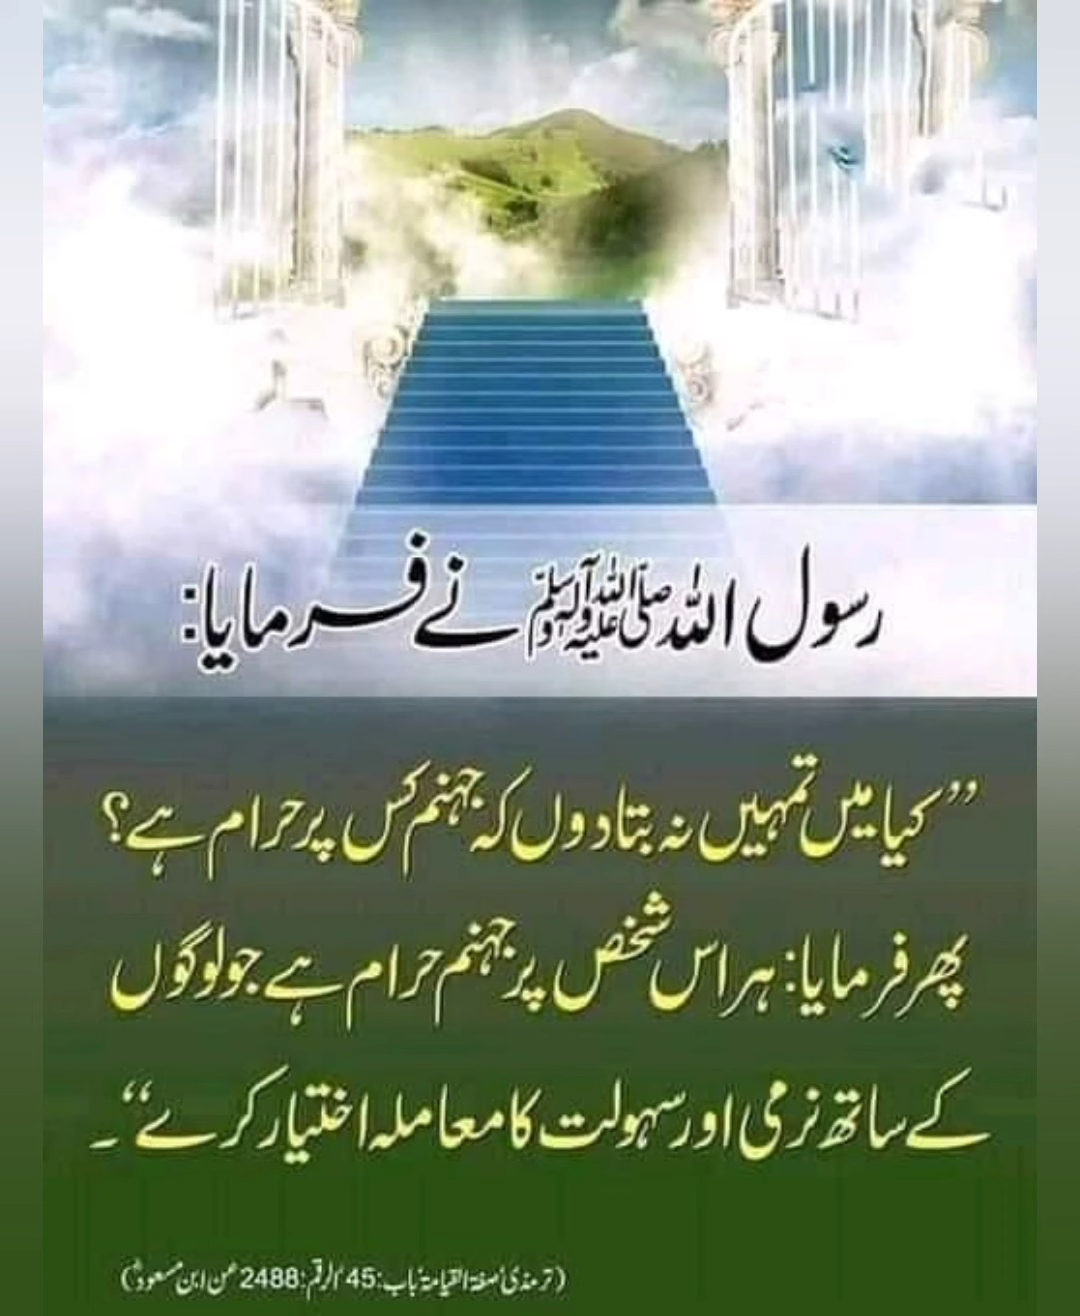 رسول اللہ صلی اللہ علیہ وآلہ وسلم نے فرمایا:
”کیا میں تمہیں نہ بتا دوں کہ جہنم کس پر حرام ہے؟
پھر فرمایا: ہر اس شخص پر جہنم حرام ہے جو لوگوں
کے ساتھ نرمی اور سہولت کا معاملہ اختیار کرے“۔
(ترمذی، صفۃ القیامۃ، باب:45، الرقم:2488 عن ابن مسعودؓ)